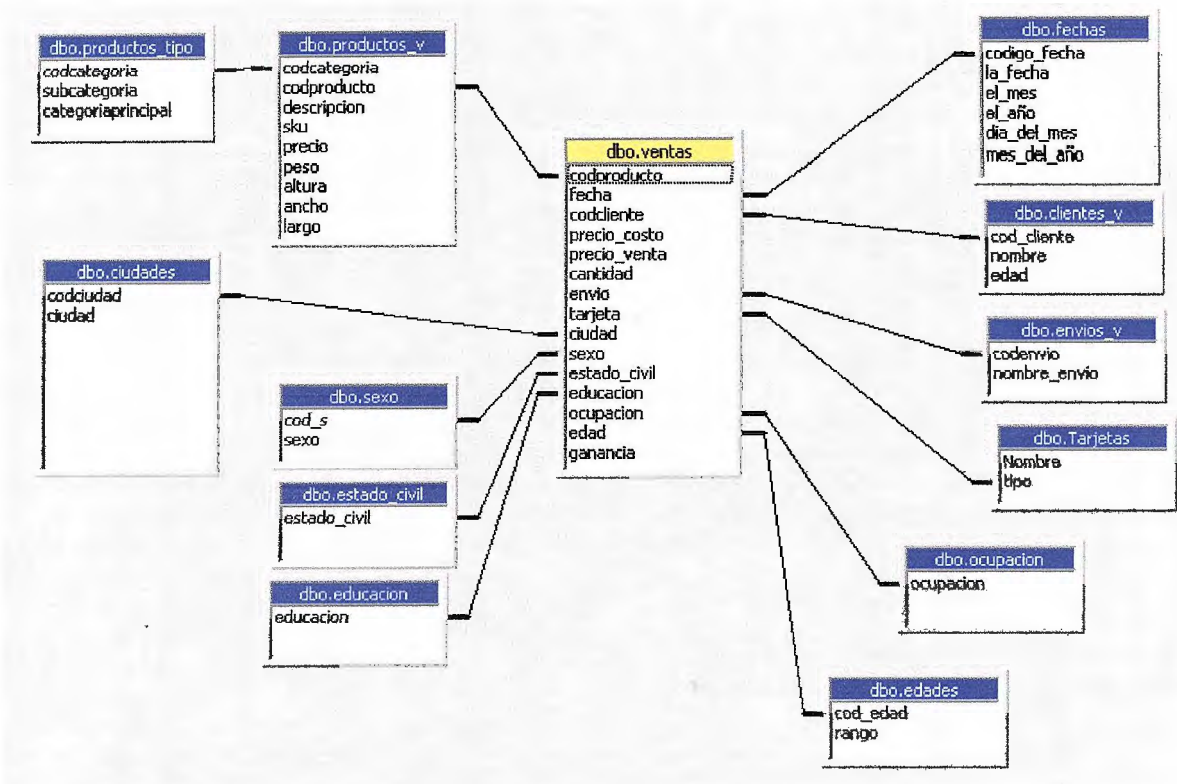 dbo.productos_tipo
codcategoria
subcategoria
categoriaprincipal
dbo.productos_v
codcategoria
codproducto
descripcion
sku
precio
peso
altura
ancho
largo
dbo.fechas
codigo_fecha
la_fecha
el_mes
el_año
dia_del_mes
mes_del_año
dbo.ventas
codproducto
fecha
codcliente
precio_costo
precio_venta
cantidad
envio
tarjeta
ciudad
sexo
estado_civil
educacion
ocupacion
edad
ganancia
dbo.clientes_v
cod_cliente
nombre
edad
dbo.ciudades
codciudad
ciudad
dbo.envios_v
codenvio
nombre_envio
dbo.sexo
cod_s
sexo
dbo.Tarjetas
Nombre
tipo
dbo.estado_civil
estado_civil
dbo.ocupacion
ocupacion
dbo.educacion
educacion
dbo.edades
cod_edad
rango